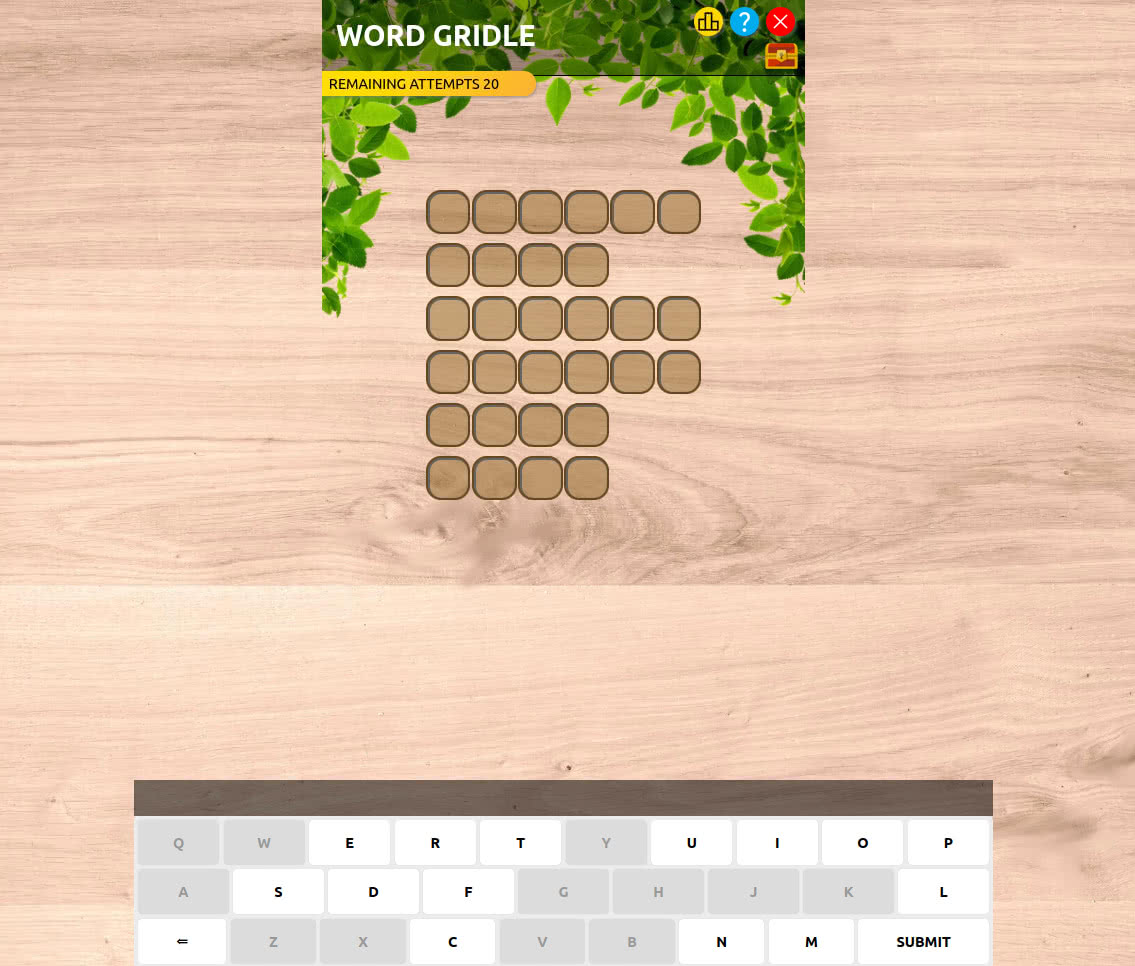 WORD GRIDLE
?
REMAINING ATTEMPTS 20
Q W E R T Y U I O P
A S D F G H J K L
⇐ Z X C V B N M SUBMIT